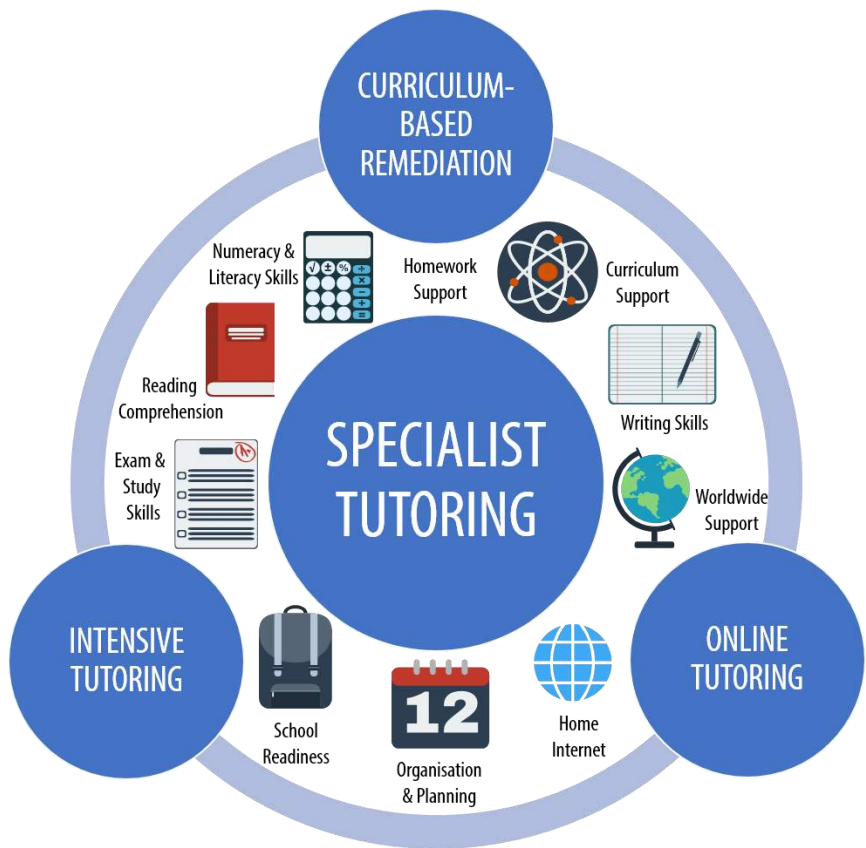 CURRICULUM-
BASED
REMEDIATION
Numeracy &
Literacy Skills
√ ± % ÷
×
−
+
=
Homework
Support
Curriculum
Support
Reading
Comprehension
Writing Skills
Exam &
Study
Skills
A+
SPECIALIST
TUTORING
Worldwide
Support
INTENSIVE
TUTORING
School
Readiness
12
Organisation
& Planning
Home
Internet
ONLINE
TUTORING